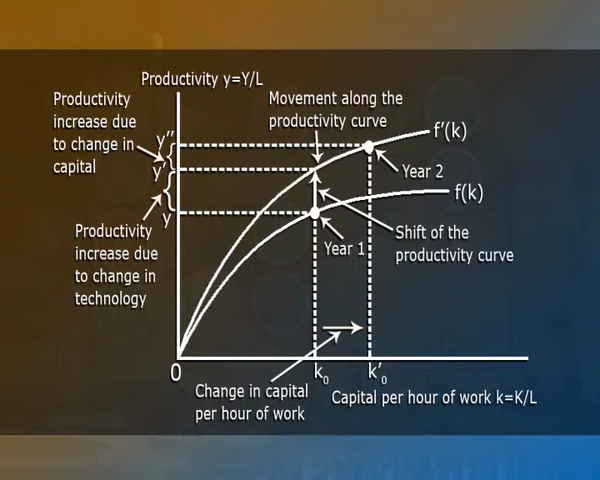 Productivity y=Y/L
Productivity
increase due
to change in
capital
Movement along the
productivity curve
f'(k)
y''
y'
y
Year 2
f(k)
Productivity
increase due
to change in
technology
Year 1
Shift of the
productivity curve
0
k₀
k'₀
Change in capital
per hour of work
Capital per hour of work k=K/L